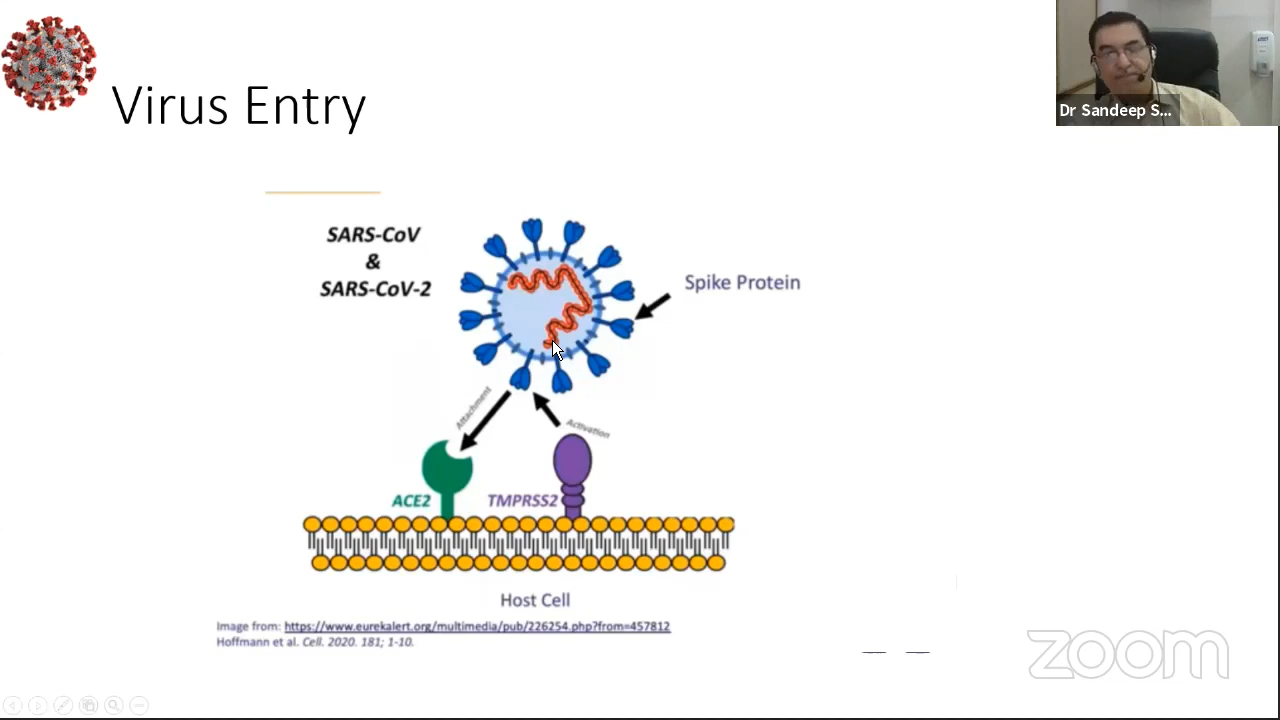 Virus Entry
Dr Sandeep S...
SARS-CoV
&
SARS-CoV-2
Spike Protein
Attachment
Activation
ACE2
TMPRSS2
Host Cell
Image from: https://www.eurekalert.org/multimedia/pub/226254.php?from=457812
Hoffmann et al. Cell. 2020. 181; 1-10.
zoom